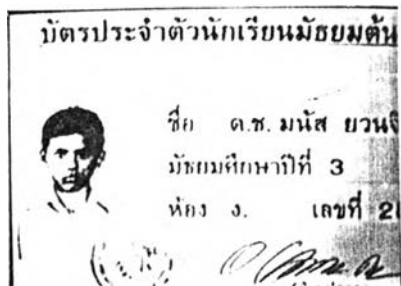 บัตรประจำตัวนักเรียนมัธยมต้น
ชื่อ ด.ช. มนัส
มัธยมศึกษาปีที่ 3
ห้อง ง. เลขที่